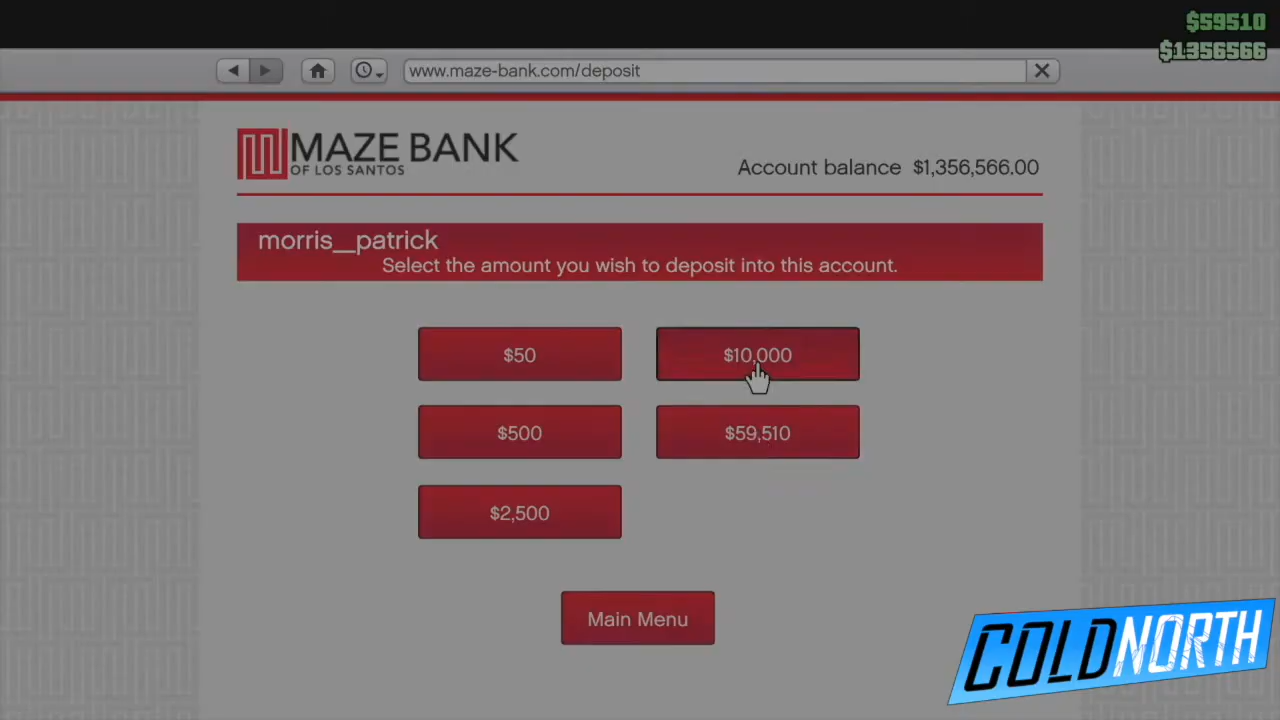 $59510
$1356566
www.maze-bank.com/deposit
MAZE BANK
OF LOS SANTOS
Account balance $1,356,566.00
morris__patrick
Select the amount you wish to deposit into this account.
$50
$10,000
$500
$59,510
$2,500
Main Menu
COLDNORTH